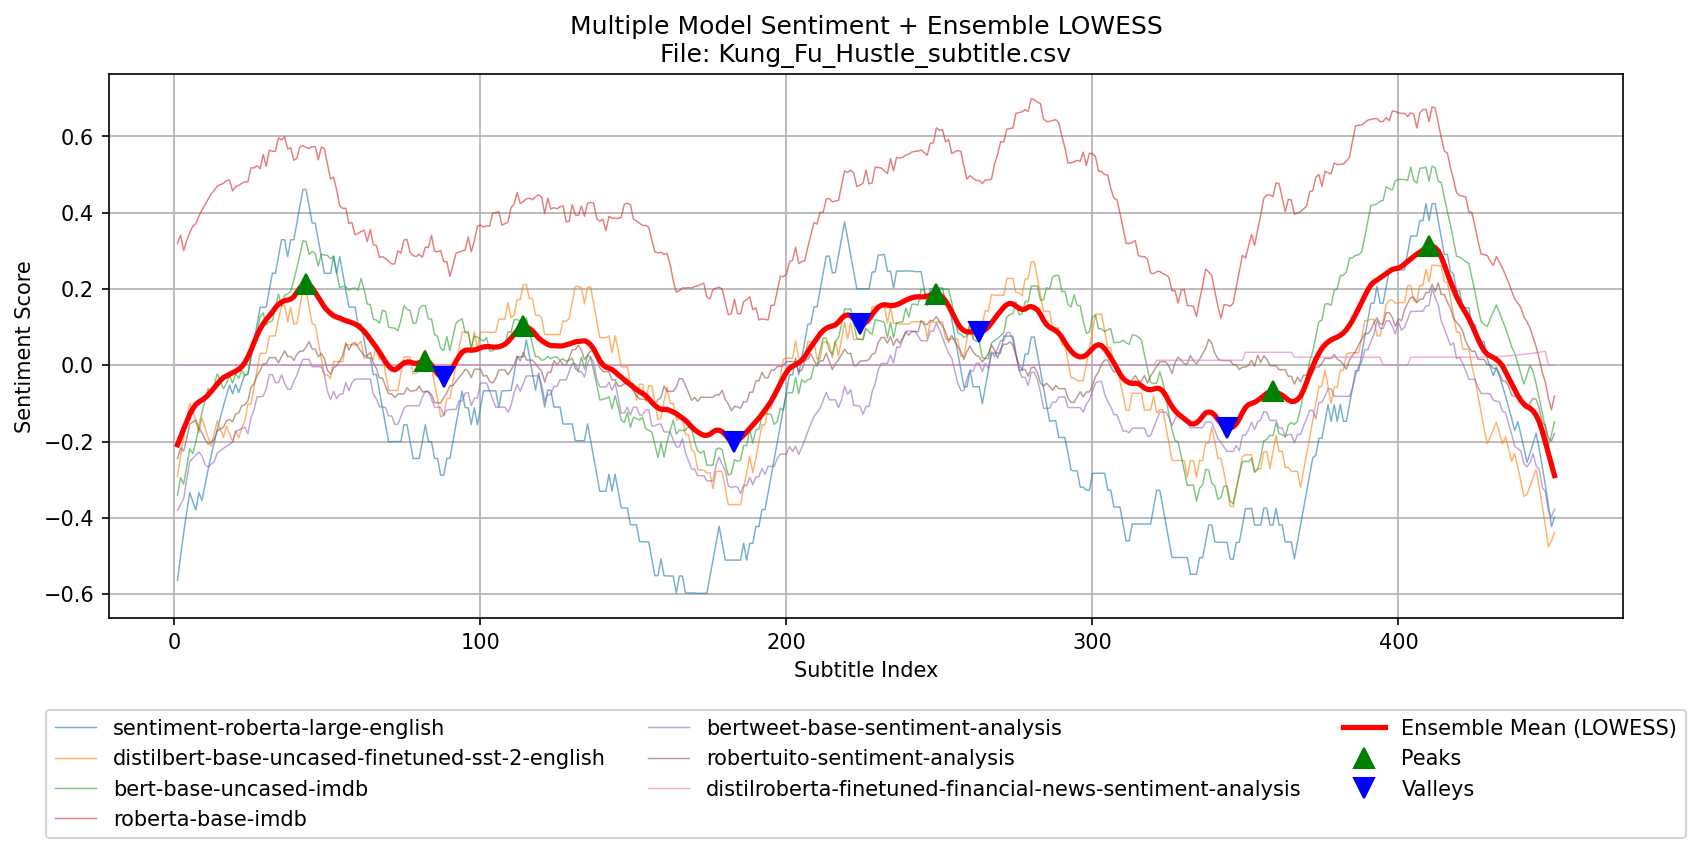 Multiple Model Sentiment + Ensemble LOWESS
File: Kung_Fu_Hustle_subtitle.csv
Sentiment Score
0.6
0.4
0.2
0.0
−0.2
−0.4
−0.6
0 100 200 300 400
Subtitle Index
sentiment-roberta-large-english
distilbert-base-uncased-finetuned-sst-2-english
bert-base-uncased-imdb
roberta-base-imdb
bertweet-base-sentiment-analysis
robertuito-sentiment-analysis
distilroberta-finetuned-financial-news-sentiment-analysis
Ensemble Mean (LOWESS)
Peaks
Valleys